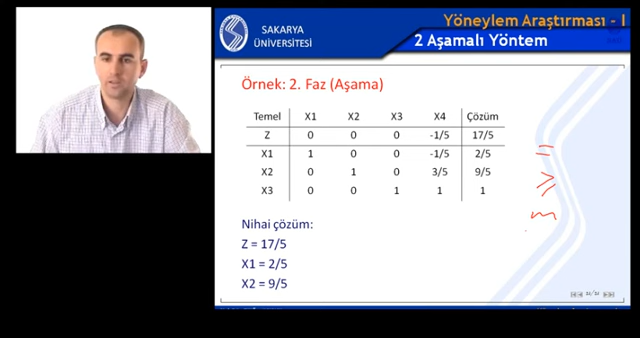 Yöneylem Araştırması - I
SAKARYA
ÜNİVERSİTESİ
2 Aşamalı Yöntem
Örnek: 2. Faz (Aşama)
Temel X1 X2 X3 X4 Çözüm
Z 0 0 0 -1/5 17/5
X1 1 0 0 -1/5 2/5
X2 0 1 0 3/5 9/5
X3 0 0 1 1 1
Nihai çözüm:
Z = 17/5
X1 = 2/5
X2 = 9/5